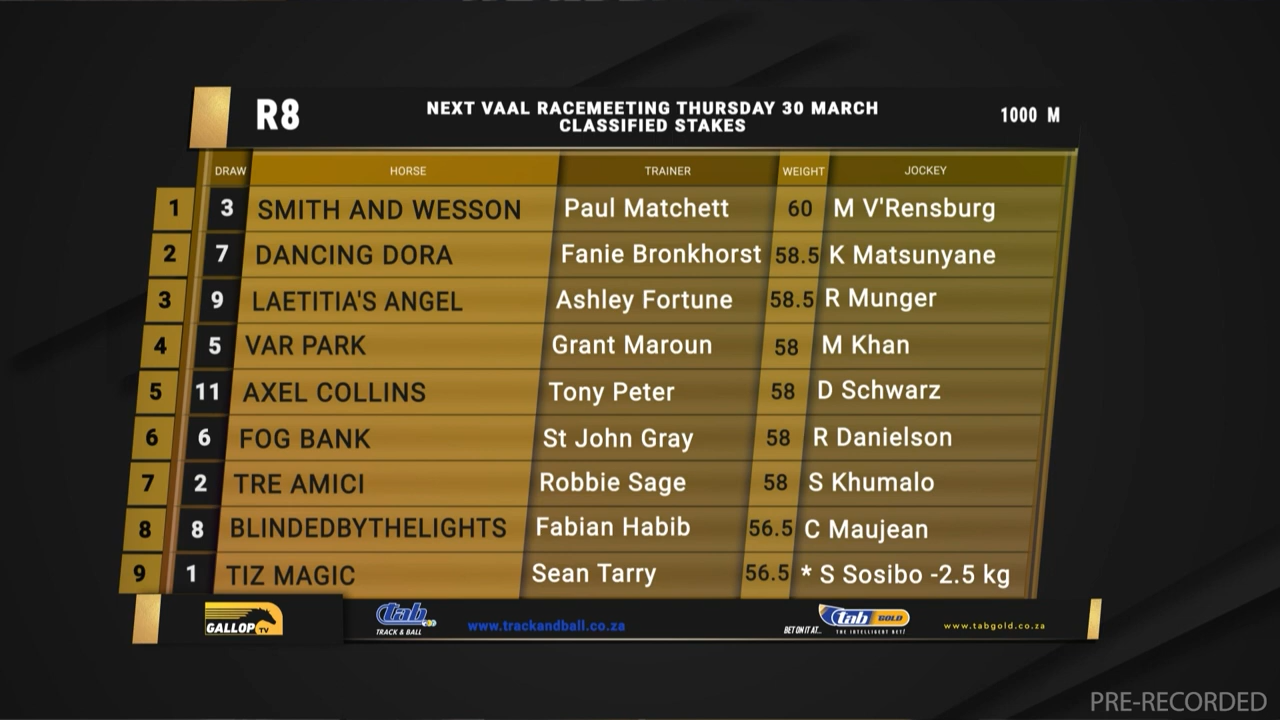 R8
NEXT VAAL RACEMEETING THURSDAY 30 MARCH
CLASSIFIED STAKES
1000 M
DRAW HORSE TRAINER WEIGHT JOCKEY
1 3 SMITH AND WESSON Paul Matchett 60 M V'Rensburg
2 7 DANCING DORA Fanie Bronkhorst 58.5 K Matsunyane
3 9 LAETITIA'S ANGEL Ashley Fortune 58.5 R Munger
4 5 VAR PARK Grant Maroun 58 M Khan
5 11 AXEL COLLINS Tony Peter 58 D Schwarz
6 6 FOG BANK St John Gray 58 R Danielson
7 2 TRE AMICI Robbie Sage 58 S Khumalo
8 8 BLINDEDBYTHELIGHTS Fabian Habib 56.5 C Maujean
9 1 TIZ MAGIC Sean Tarry 56.5 * S Sosibo -2.5 kg
GALLOP TV
tab
TRACK & BALL
www.trackandball.co.za
BET ON IT AT...
tab GOLD
THE INTELLIGENT BET!
www.tabgold.co.za
PRE-RECORDED